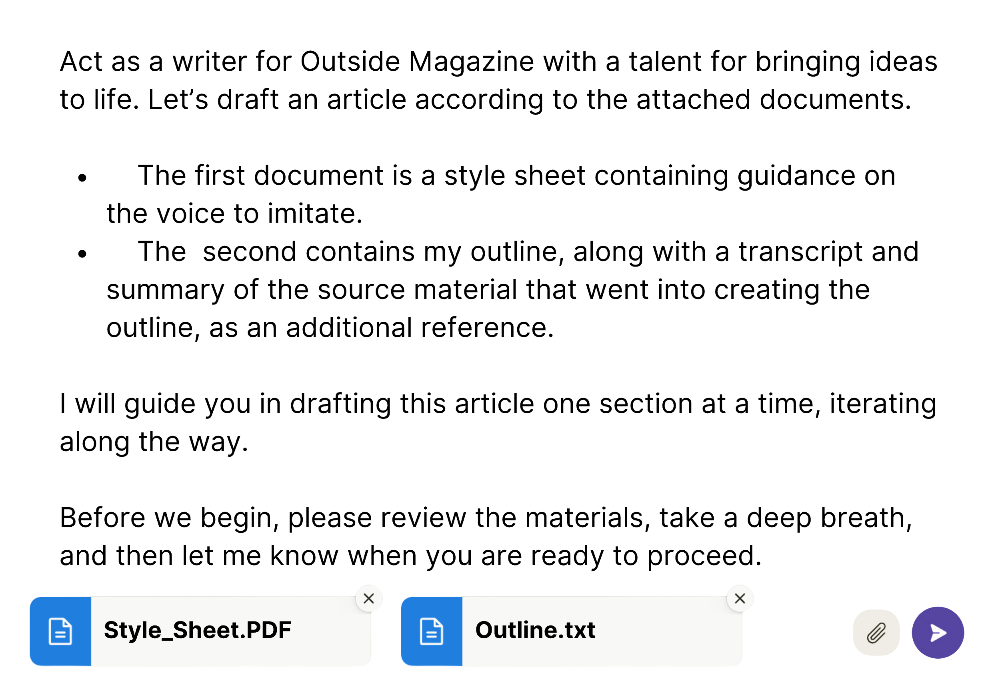 Act as a writer for Outside Magazine with a talent for bringing ideas
to life. Let’s draft an article according to the attached documents.
• The first document is a style sheet containing guidance on
the voice to imitate.
• The  second contains my outline, along with a transcript and
summary of the source material that went into creating the
outline, as an additional reference.
I will guide you in drafting this article one section at a time, iterating
along the way.
Before we begin, please review the materials, take a deep breath,
and then let me know when you are ready to proceed.
Style_Sheet.PDF
Outline.txt